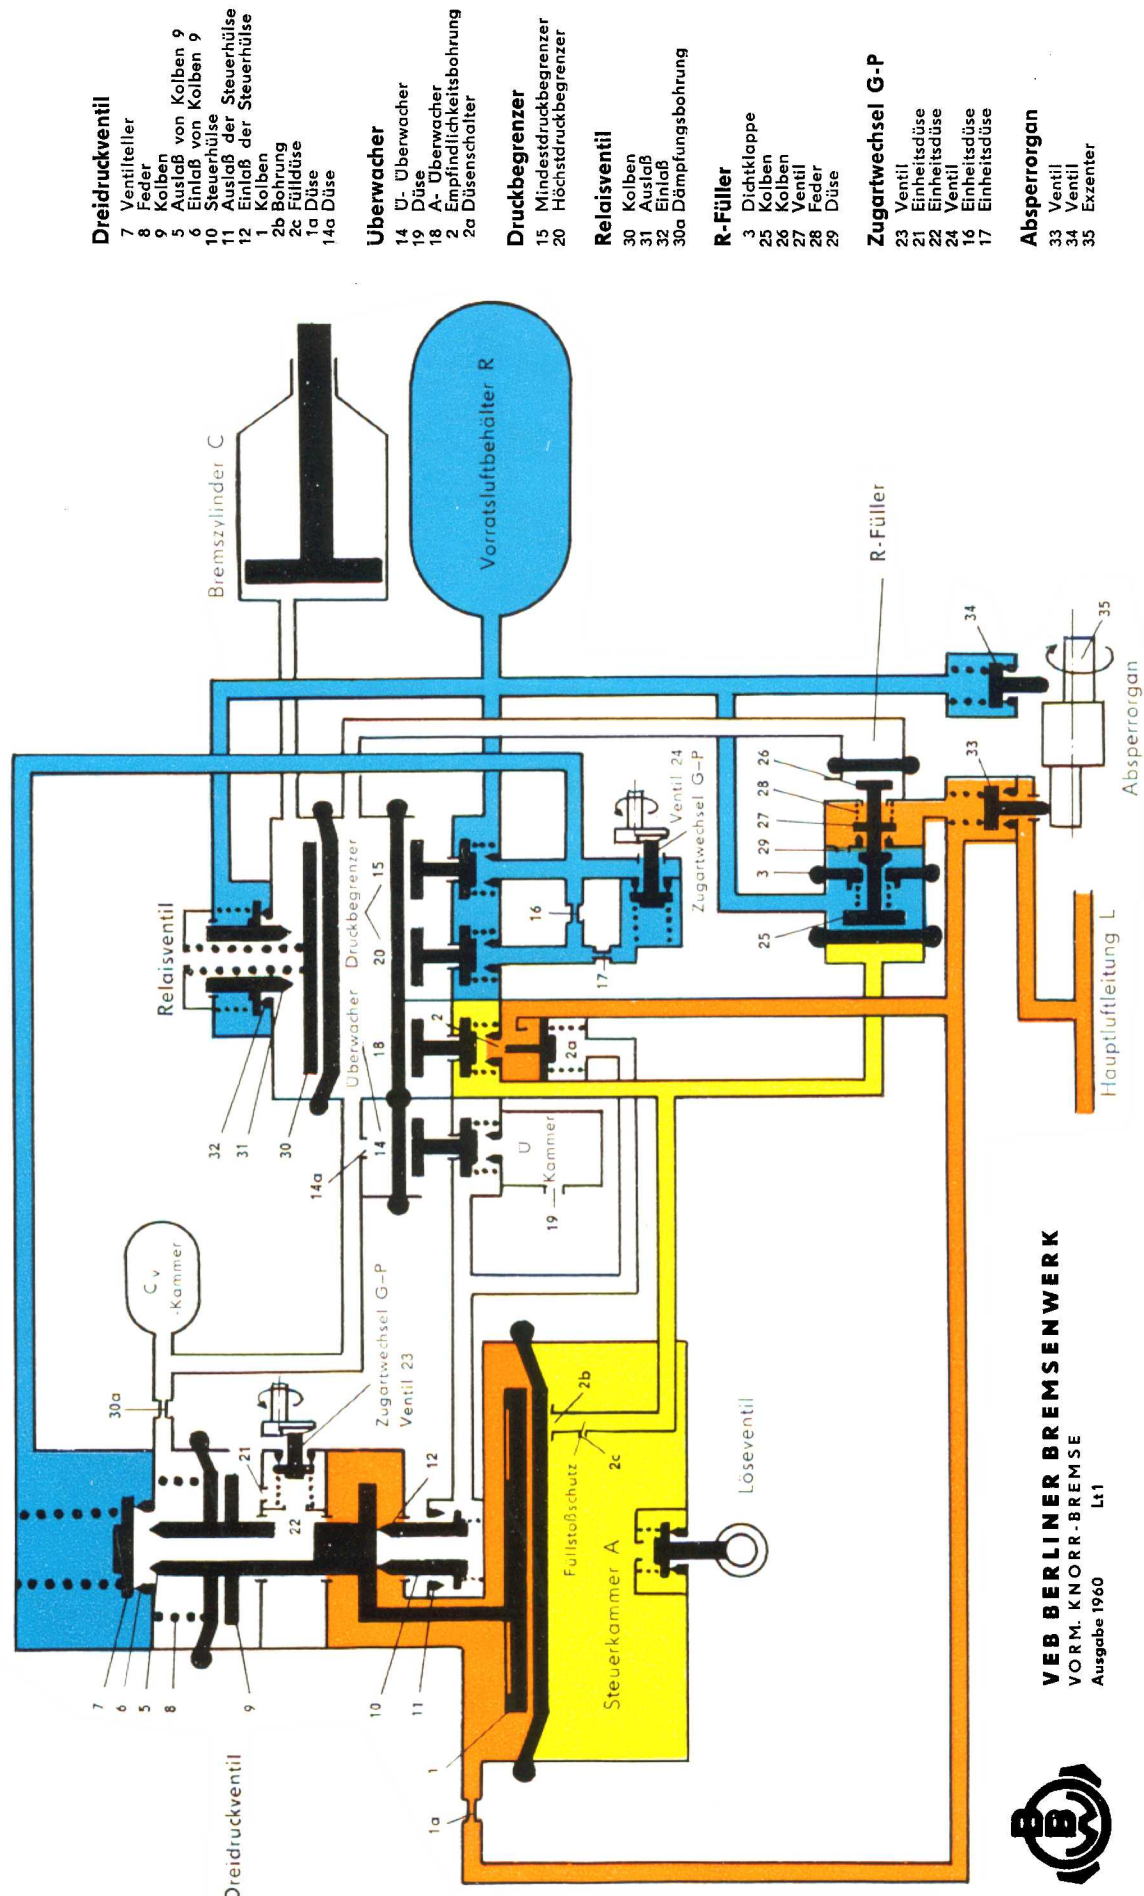 Dreidruckventil
7 Ventilteller
8 Feder
9 Kolben
5 Auslaß von Kolben 9
6 Einlaß von Kolben 9
10 Steuerhülse
11 Auslaß der Steuerhülse
12 Einlaß der Steuerhülse
1 Kolben
2b Bohrung
2c Fülldüse
1a Düse
14a Düse
Überwacher
14 Ü- Überwacher
19 Düse
18 A- Überwacher
2 Empfindlichkeitsbohrung
2a Düsenschalter
Druckbegrenzer
15 Mindestdruckbegrenzer
20 Höchstdruckbegrenzer
Relaisventil
30 Kolben
31 Auslaß
32 Einlaß
30a Dämpfungsbohrung
R-Füller
3 Dichtklappe
25 Kolben
26 Kolben
27 Ventil
28 Feder
29 Düse
Zugartwechsel G-P
23 Ventil
21 Einheitsdüse
22 Einheitsdüse
24 Ventil
16 Einheitsdüse
17 Einheitsdüse
Absperrorgan
33 Ventil
34 Ventil
35 Exzenter
Bremszylinder C
Vorratsluftbehälter R
R-Füller
Relaisventil
32
31
30
Überwacher
Druckbegrenzer
14a
14
18
20
15
2
2a
16
17
Ventil 24
Zugartwechsel G-P
26
28
27
29
3
25
34
33
35
Absperrorgan
Hauptluftleitung L
Ü
Kammer
19
Cv
-Kammer
30a
Zugartwechsel G-P
Ventil 23
21
22
12
2b
2c
Füllstoßschutz
Steuerkammer A
Löseventil
7
6
5
8
9
10
11
1
1a
Dreidruckventil
BBW
VEB BERLINER BREMSENWERK
VORM. KNORR-BREMSE
Ausgabe 1960 Lt1